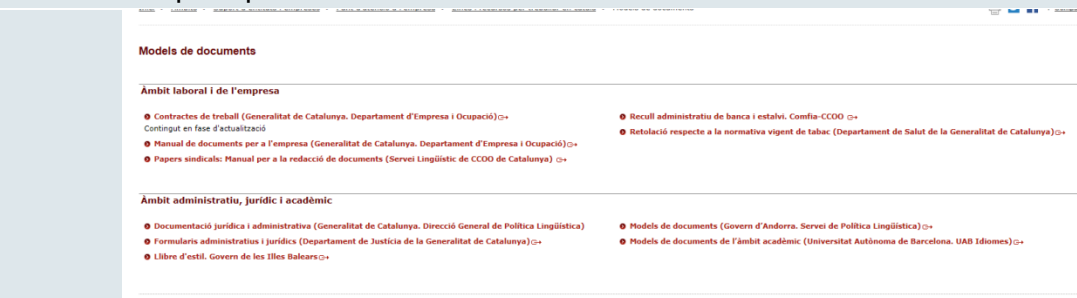 Models de documents
Àmbit laboral i de l'empresa
Contractes de treball (Generalitat de Catalunya. Departament d'Empresa i Ocupació)
Contingut en fase d'actualització
Manual de documents per a l'empresa (Generalitat de Catalunya. Departament d'Empresa i Ocupació)
Papers sindicals: Manual per a la redacció de documents (Servei Lingüístic de CCOO de Catalunya)
Recull administratiu de banca i estalvi. Comfia-CCOO
Retolació respecte a la normativa vigent de tabac (Departament de Salut de la Generalitat de Catalunya)
Àmbit administratiu, jurídic i acadèmic
Documentació jurídica i administrativa (Generalitat de Catalunya. Direcció General de Política Lingüística)
Formularis administratius i jurídics (Departament de Justícia de la Generalitat de Catalunya)
Llibre d'estil. Govern de les Illes Balears
Models de documents (Govern d'Andorra. Servei de Política Lingüística)
Models de documents de l'àmbit acadèmic (Universitat Autònoma de Barcelona. UAB Idiomes)